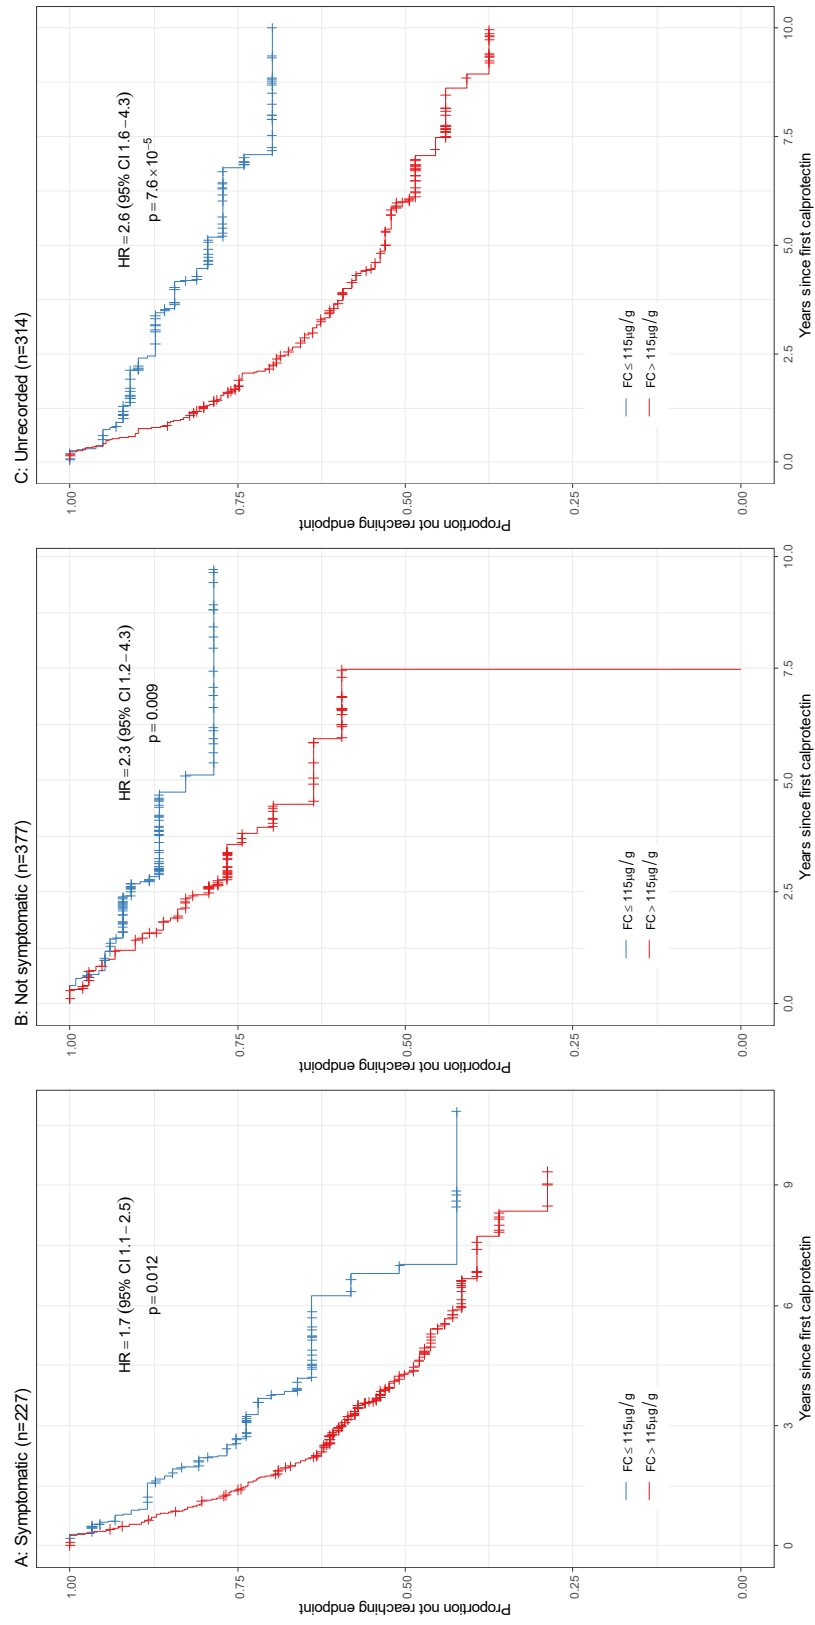 A: Symptomatic (n=227)
HR = 1.7 (95% CI 1.1 − 2.5)
p = 0.012
Proportion not reaching endpoint
1.00
0.75
0.50
0.25
0.00
FC ≤ 115μg/g
FC > 115μg/g
0
3
6
9
Years since first calprotectin
B: Not symptomatic (n=377)
HR = 2.3 (95% CI 1.2 − 4.3)
p = 0.009
Proportion not reaching endpoint
1.00
0.75
0.50
0.25
0.00
FC ≤ 115μg/g
FC > 115μg/g
0.0
2.5
5.0
7.5
10.0
Years since first calprotectin
C: Unrecorded (n=314)
HR = 2.6 (95% CI 1.6 − 4.3)
p = 7.6 × 10⁻⁵
Proportion not reaching endpoint
1.00
0.75
0.50
0.25
0.00
FC ≤ 115μg/g
FC > 115μg/g
0.0
2.5
5.0
7.5
10.0
Years since first calprotectin